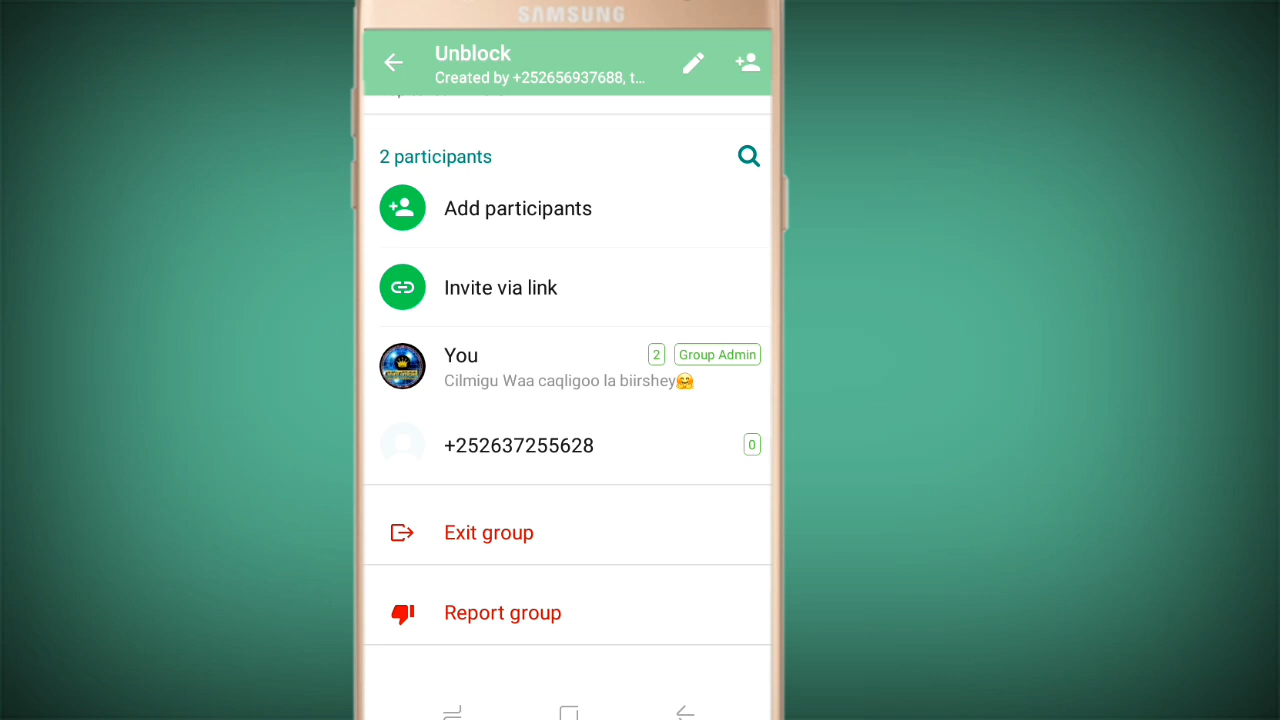 SAMSUNG
Unblock
Created by +252656937688, t...
2 participants
Add participants
Invite via link
You
2
Group Admin
Cilmigu Waa caqligoo la biirshey🤗
+252637255628
0
Exit group
Report group